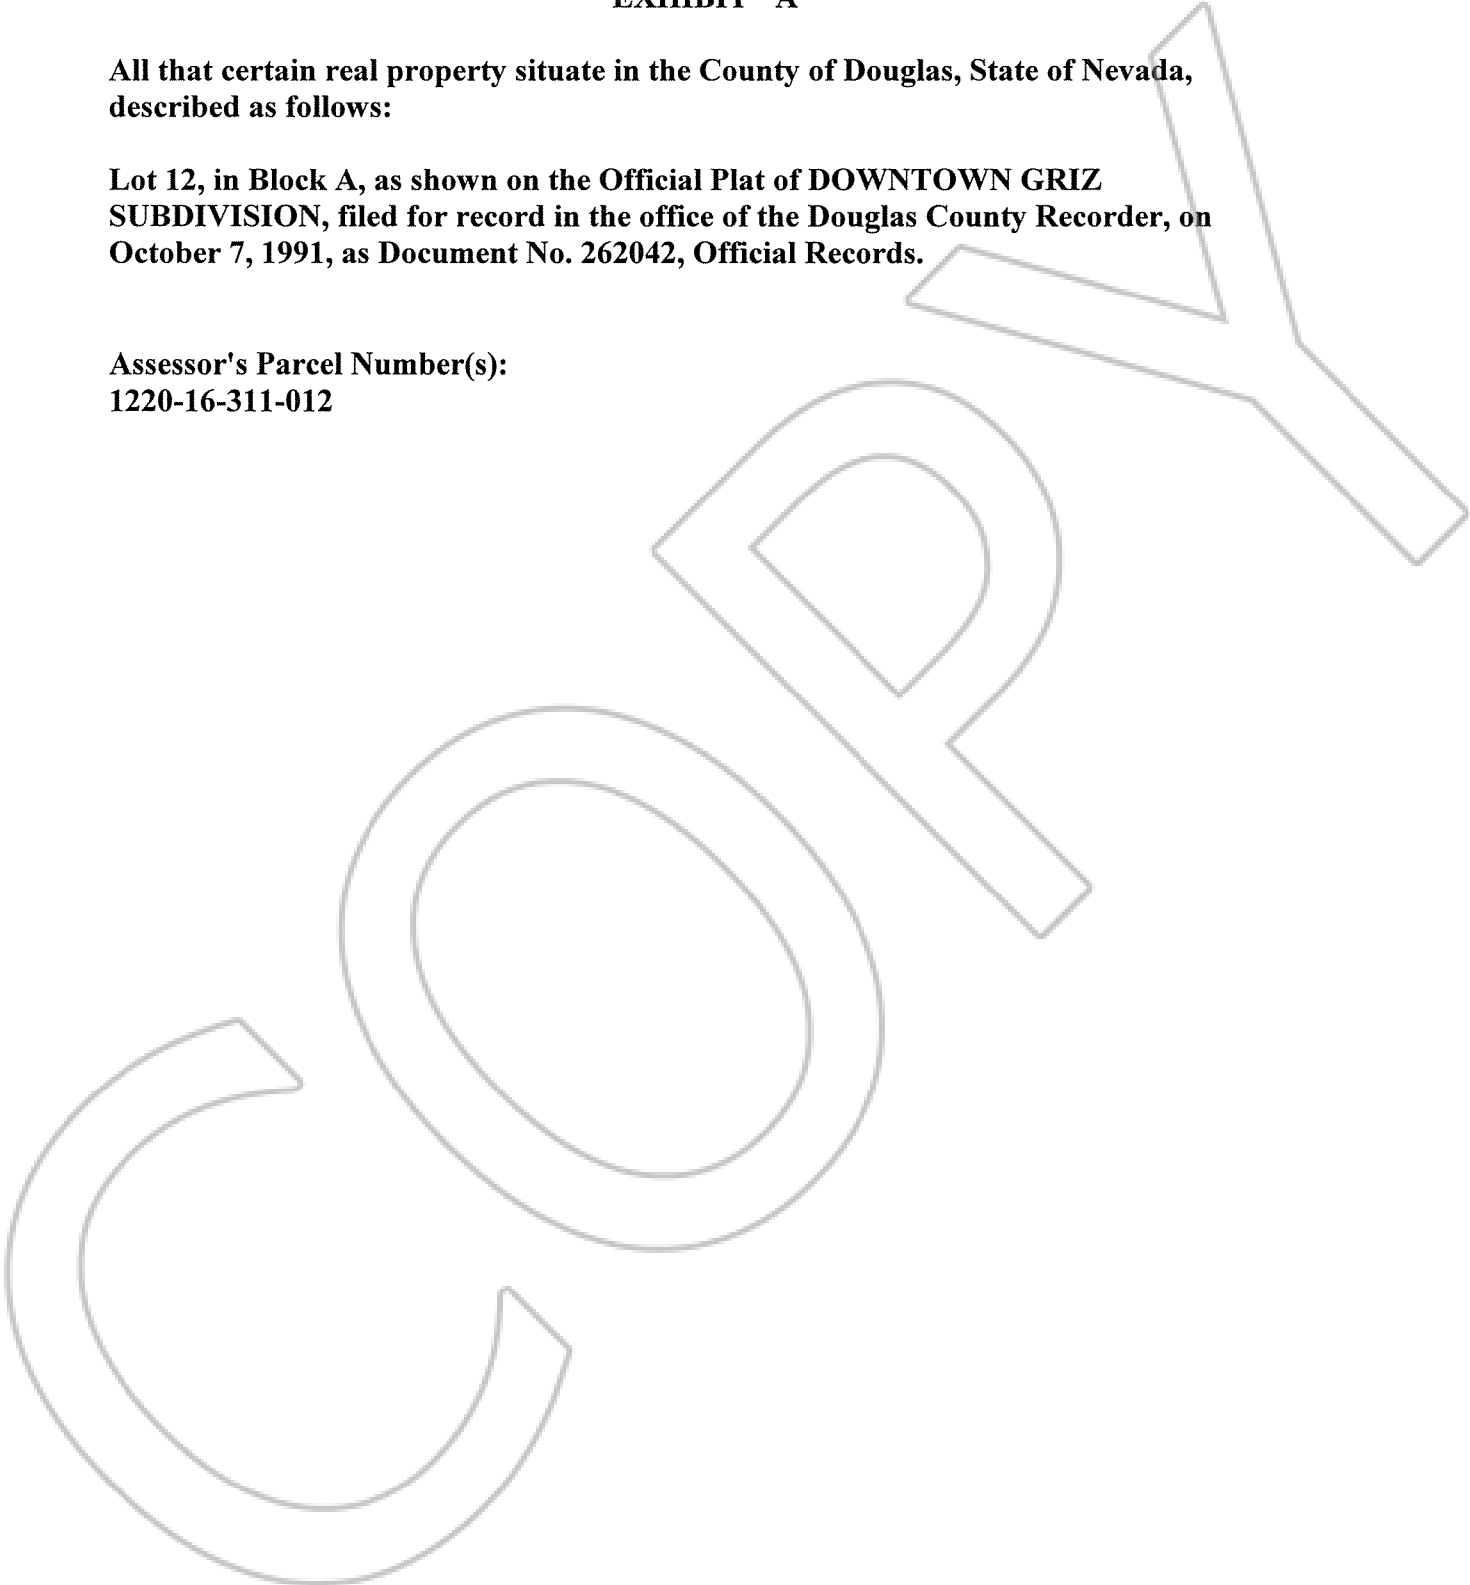 EXHIBIT "A"
All that certain real property situate in the County of Douglas, State of Nevada,
described as follows:
Lot 12, in Block A, as shown on the Official Plat of DOWNTOWN GRIZ
SUBDIVISION, filed for record in the office of the Douglas County Recorder, on
October 7, 1991, as Document No. 262042, Official Records.
Assessor's Parcel Number(s):
1220-16-311-012
COPY